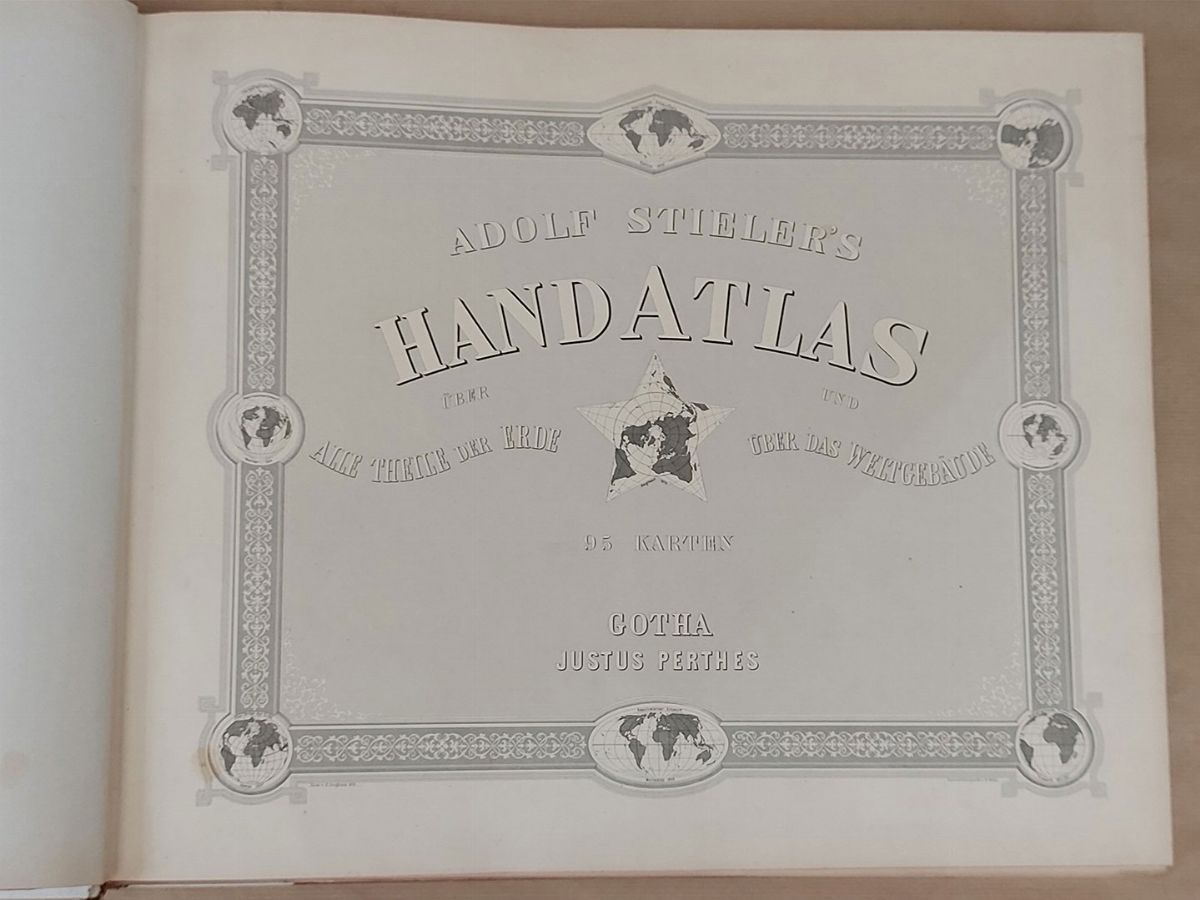 ADOLF STIELER'S
HANDATLAS
ÜBER
ALLE THEILE DER ERDE
UND
ÜBER DAS WELTGEBÄUDE
95 KARTEN
GOTHA
JUSTUS PERTHES